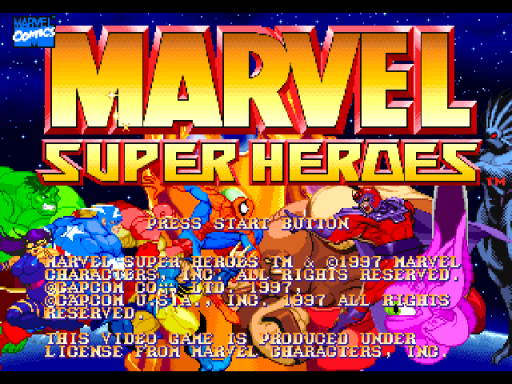 MARVEL
COMICS
MARVEL
SUPER HEROES™
PRESS START BUTTON
MARVEL SUPER HEROES TM & ©1997 MARVEL
CHARACTERS, INC. ALL RIGHTS RESERVED.
©CAPCOM CO., LTD. 1997,
©CAPCOM U.S.A., INC. 1997 ALL RIGHTS
RESERVED.
THIS VIDEO GAME IS PRODUCED UNDER
LICENSE FROM MARVEL CHARACTERS, INC.